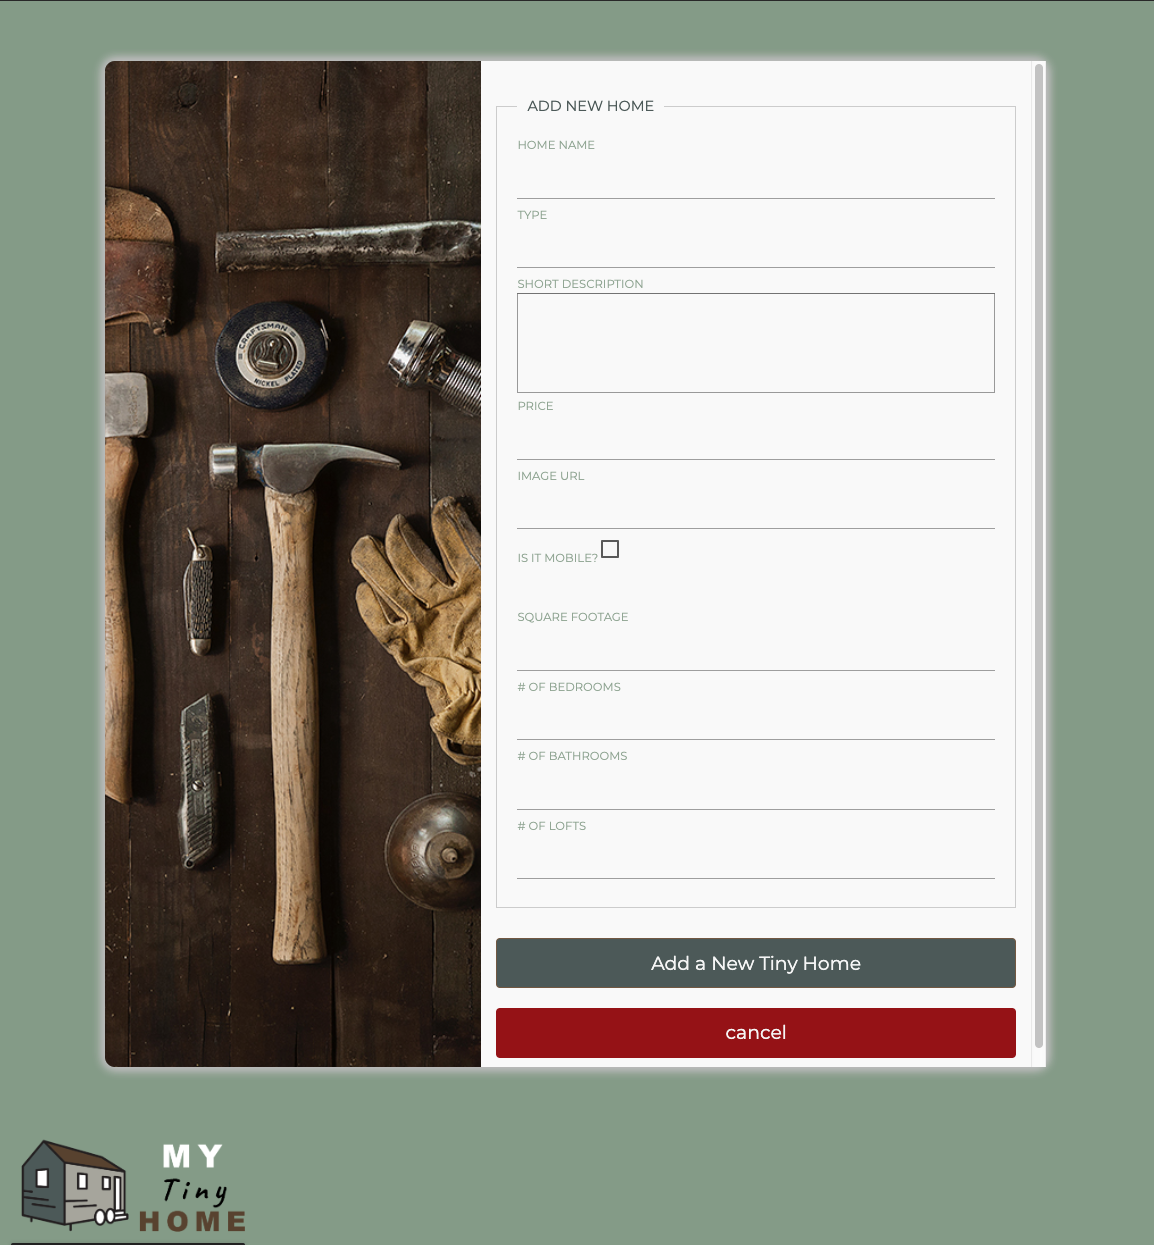 ADD NEW HOME
HOME NAME
TYPE
SHORT DESCRIPTION
PRICE
IMAGE URL
IS IT MOBILE?
SQUARE FOOTAGE
# OF BEDROOMS
# OF BATHROOMS
# OF LOFTS
Add a New Tiny Home
cancel
CRAFTSMAN
NICKEL PLATED
MY
Tiny
HOME